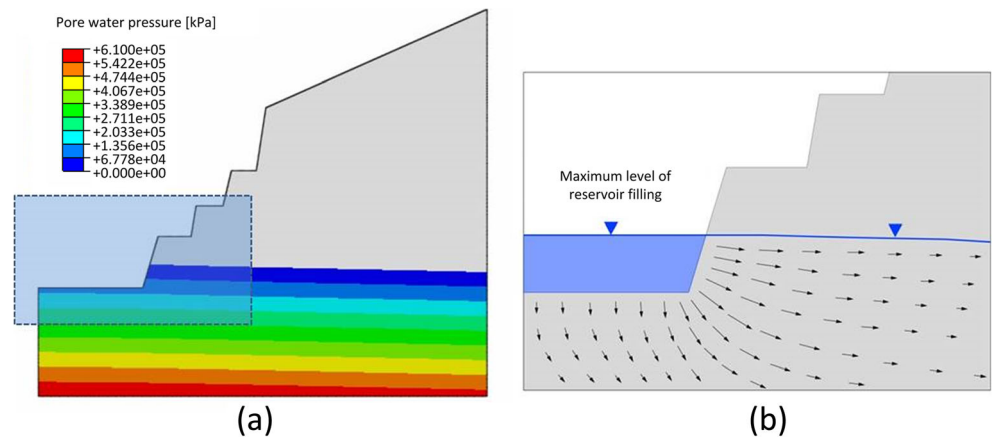 Pore water pressure [kPa]
+6.100e+05
+5.422e+05
+4.744e+05
+4.067e+05
+3.389e+05
+2.711e+05
+2.033e+05
+1.356e+05
+6.778e+04
+0.000e+00
Maximum level of
reservoir filling
(a)
(b)